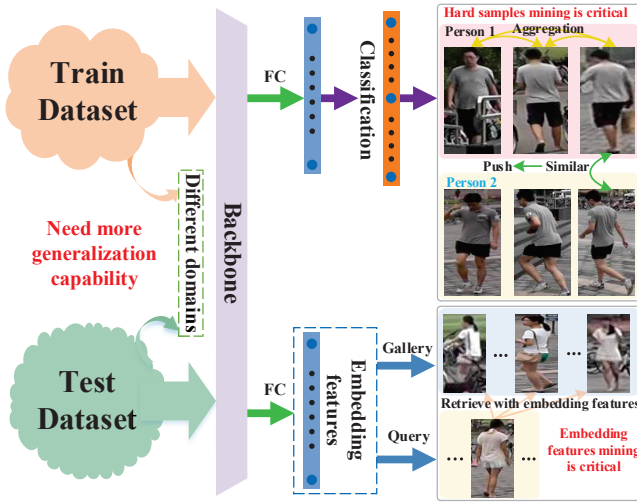 Train
Dataset
Need more
generalization
capability
Different domains
Test
Dataset
Backbone
FC
Classification
Hard samples mining is critical
Person 1
Aggregation
Push
Similar
Person 2
FC
Embedding
features
Gallery
Query
... ...
Retrieve with embedding features
... ...
Embedding
features mining
is critical